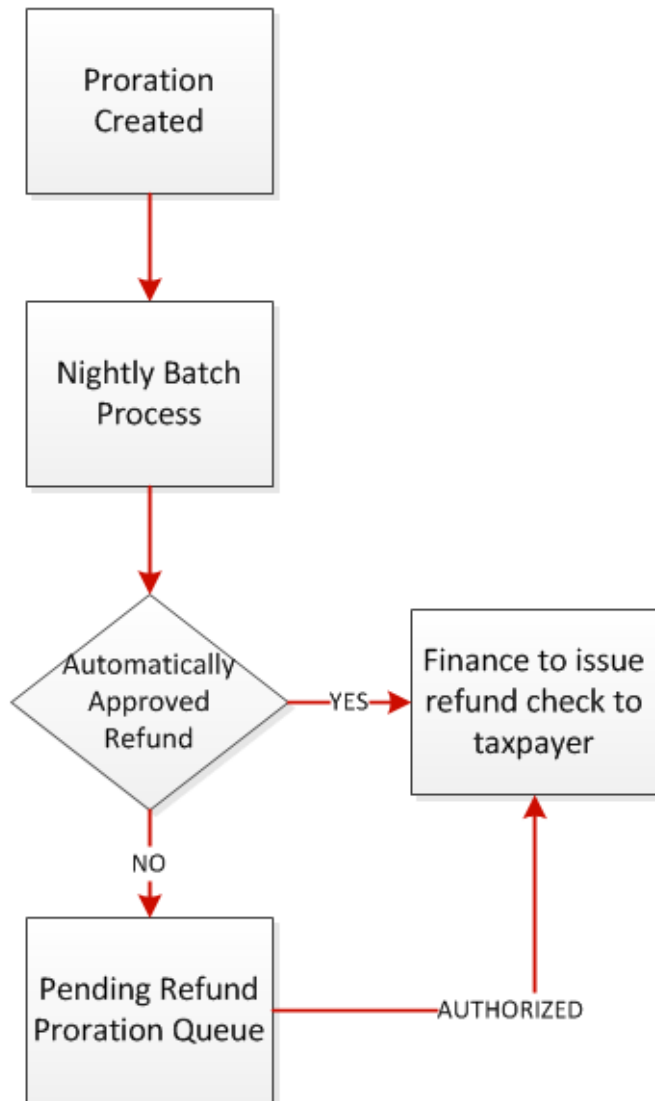 Proration
Created
Nightly Batch
Process
Automatically
Approved
Refund
YES
Finance to issue
refund check to
taxpayer
NO
Pending Refund
Proration Queue
AUTHORIZED